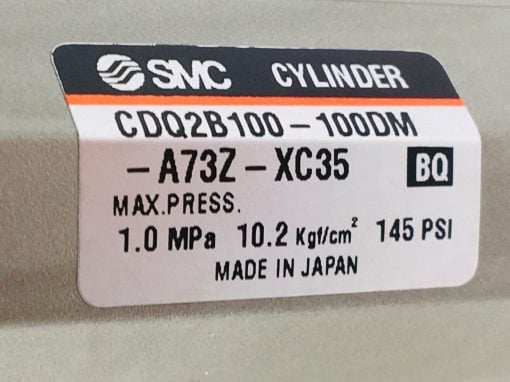 SMC CYLINDER
CDQ2B100-100DM
-A73Z-XC35 BQ
MAX.PRESS.
1.0 MPa 10.2 Kgf/cm² 145 PSI
MADE IN JAPAN